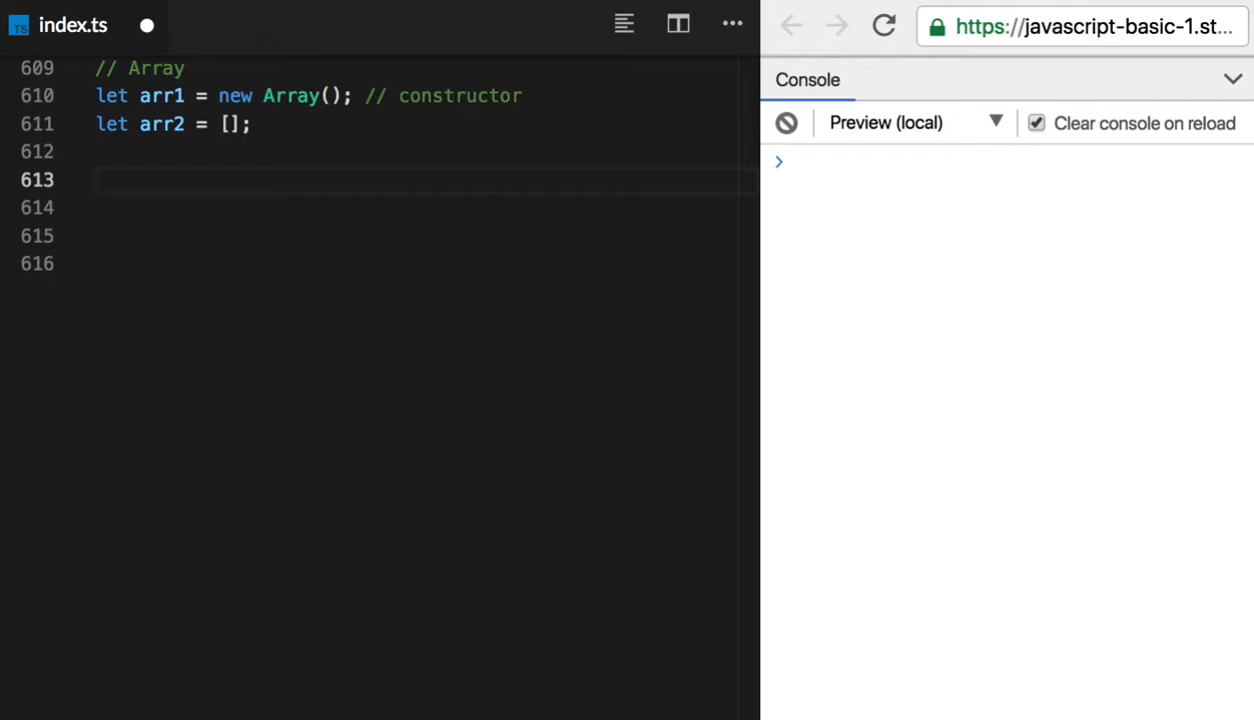 TS index.ts
https://javascript-basic-1.st...
609 // Array
610 let arr1 = new Array(); // constructor
611 let arr2 = [];
612
613
614
615
616
Console
Preview (local) ▼ Clear console on reload
>